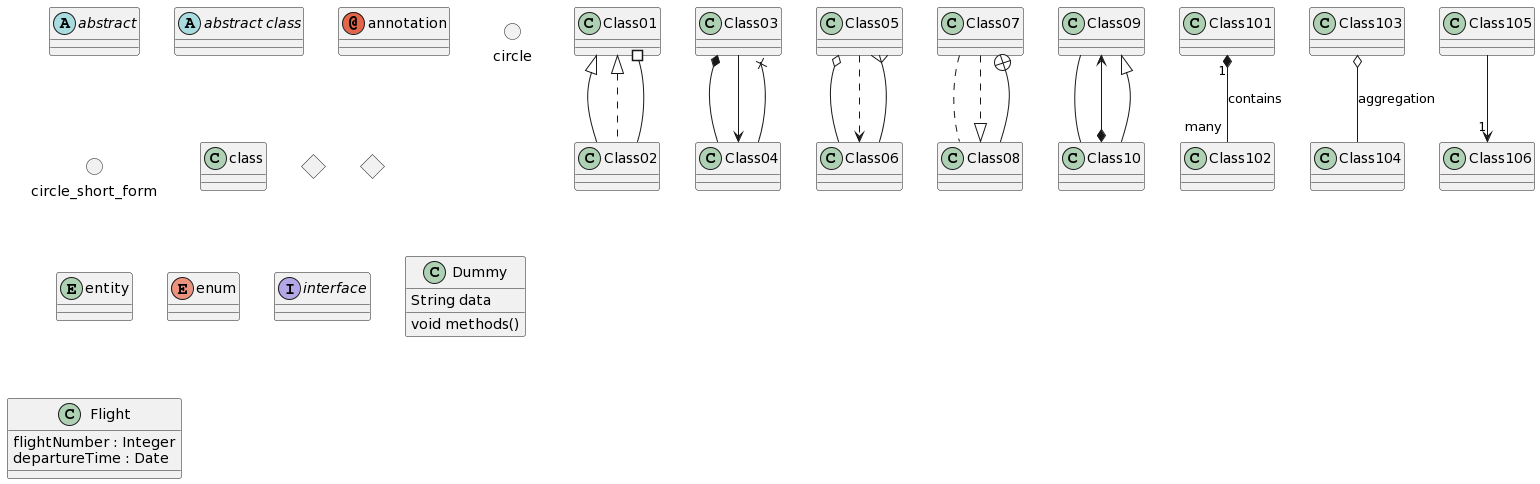 A abstract
A abstract class
@ annotation
circle
C Class01
C Class03
C Class05
C Class07
C Class09
C Class101
C Class103
C Class105
1
contains
many
aggregation
1
circle_short_form
C class
C Class02
C Class04
C Class06
C Class08
C Class10
C Class102
C Class104
C Class106
E entity
E enum
I interface
C Dummy
String data
void methods()
C Flight
flightNumber : Integer
departureTime : Date